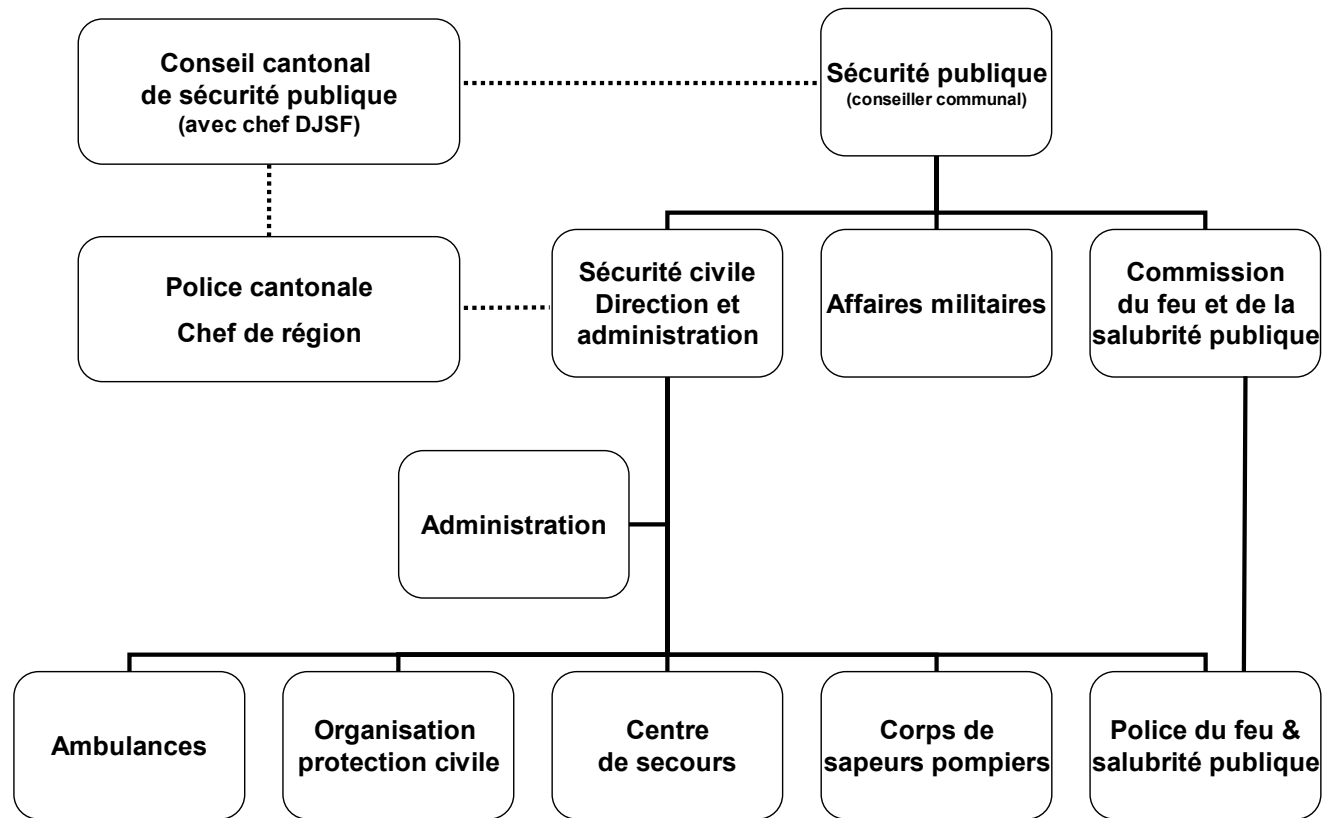 Conseil cantonal
de sécurité publique
(avec chef DJSF)
Sécurité publique
(conseiller communal)
Police cantonale
Chef de région
Sécurité civile
Direction et
administration
Affaires militaires
Commission
du feu et de la
salubrité publique
Administration
Ambulances
Organisation
protection civile
Centre
de secours
Corps de
sapeurs pompiers
Police du feu &
salubrité publique